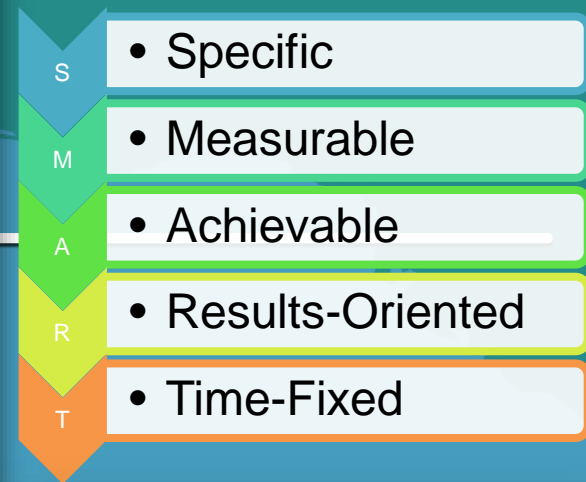 S • Specific
M • Measurable
A • Achievable
R • Results-Oriented
T • Time-Fixed